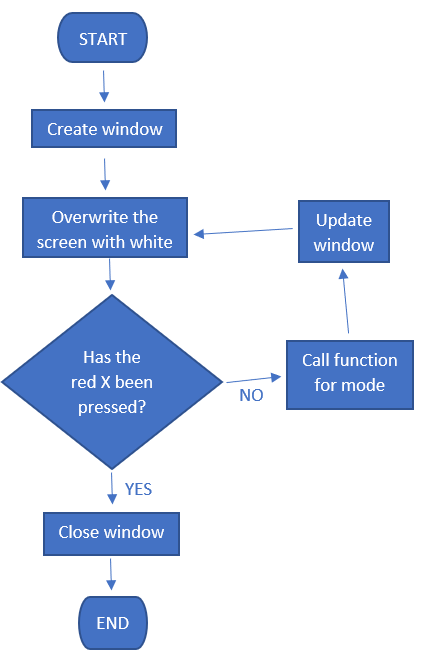 START
Create window
Overwrite the
screen with white
Update
window
Has the
red X been
pressed?
NO
Call function
for mode
YES
Close window
END